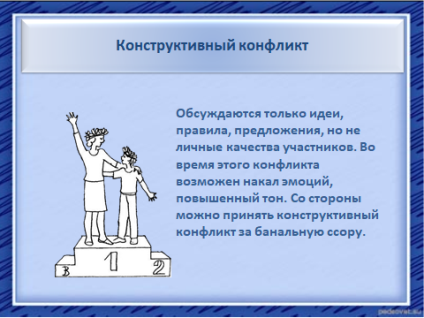 Конструктивный конфликт
Обсуждаются только идеи,
правила, предложения, но не
личные качества участников. Во
время этого конфликта
возможен накал эмоций,
повышенный тон. Со стороны
можно принять конструктивный
конфликт за банальную ссору.
В 1 2
pedsovet.su